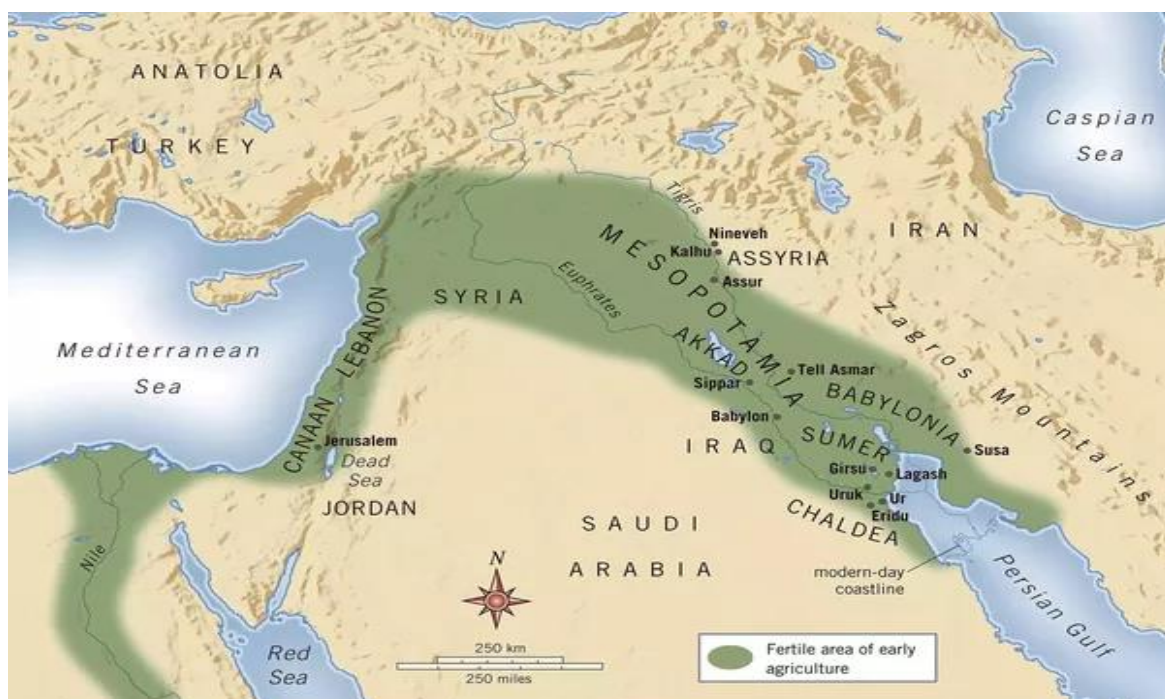 ANATOLIA
TURKEY
Caspian
Sea
Tigris
Nineveh
Kalhu
ASSYRIA
Assur
IRAN
MESOPOTAMIA
Euphrates
SYRIA
LEBANON
Mediterranean
Sea
AKKAD
Zagros Mountains
Tell Asmar
Sippar
BABYLONIA
Babylon
SUMER
CANAAN
Jerusalem
Dead
Sea
IRAQ
Susa
Girsu
Lagash
Uruk
Ur
Eridu
JORDAN
CHALDEA
SAUDI
ARABIA
Nile
N
modern-day
coastline
Persian Gulf
250 km
250 miles
Red
Sea
Fertile area of early
agriculture